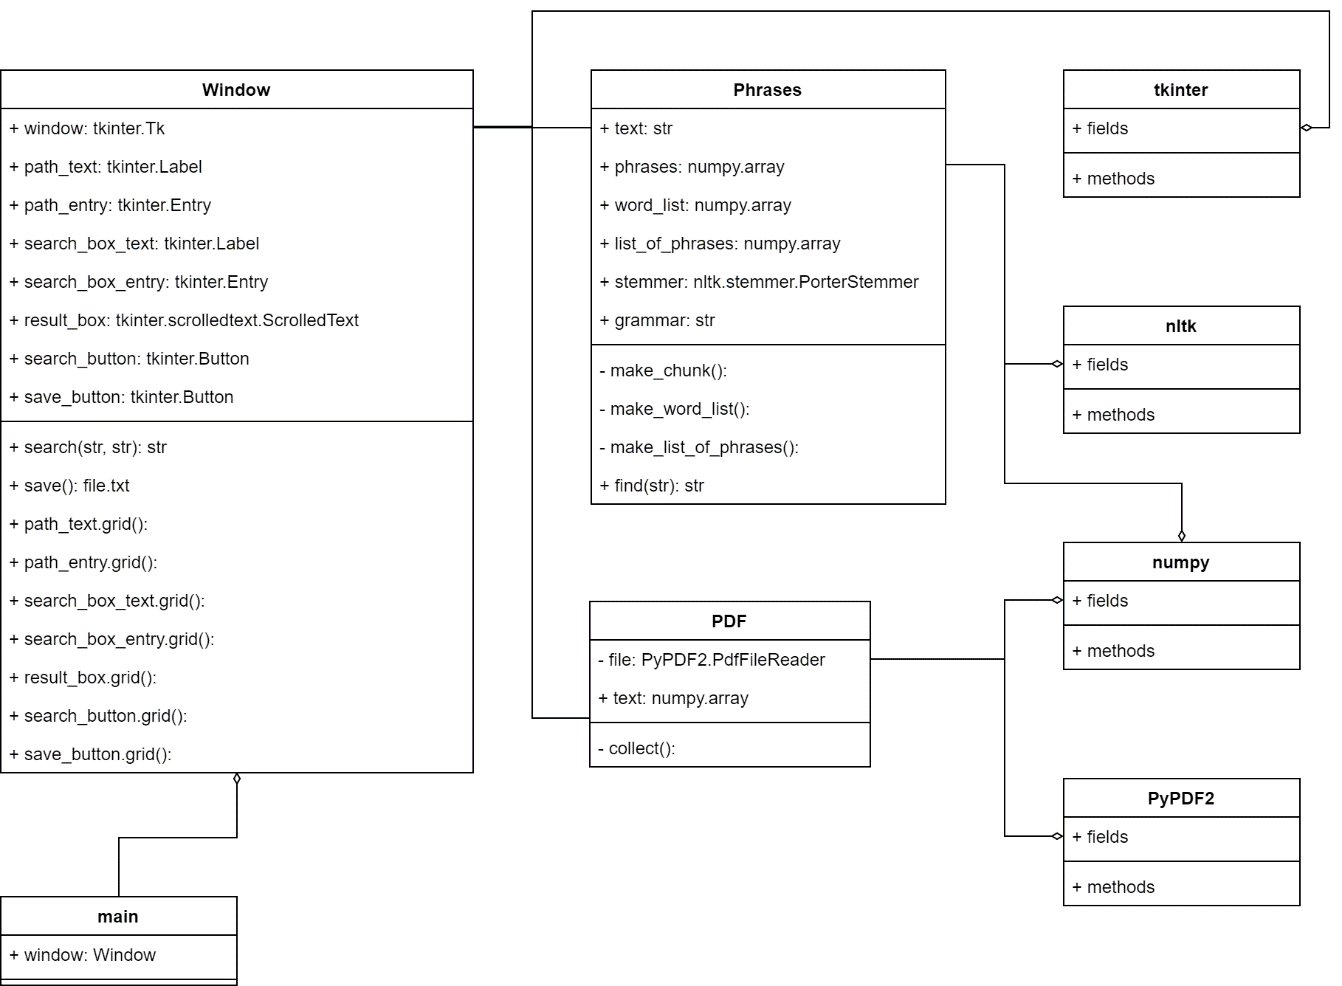 Window
+ window: tkinter.Tk
+ path_text: tkinter.Label
+ path_entry: tkinter.Entry
+ search_box_text: tkinter.Label
+ search_box_entry: tkinter.Entry
+ result_box: tkinter.scrolledtext.ScrolledText
+ search_button: tkinter.Button
+ save_button: tkinter.Button
+ search(str, str): str
+ save(): file.txt
+ path_text.grid():
+ path_entry.grid():
+ search_box_text.grid():
+ search_box_entry.grid():
+ result_box.grid():
+ search_button.grid():
+ save_button.grid():
main
+ window: Window
Phrases
+ text: str
+ phrases: numpy.array
+ word_list: numpy.array
+ list_of_phrases: numpy.array
+ stemmer: nltk.stemmer.PorterStemmer
+ grammar: str
- make_chunk():
- make_word_list():
- make_list_of_phrases():
+ find(str): str
PDF
- file: PyPDF2.PdfFileReader
+ text: numpy.array
- collect():
tkinter
+ fields
+ methods
nltk
+ fields
+ methods
numpy
+ fields
+ methods
PyPDF2
+ fields
+ methods